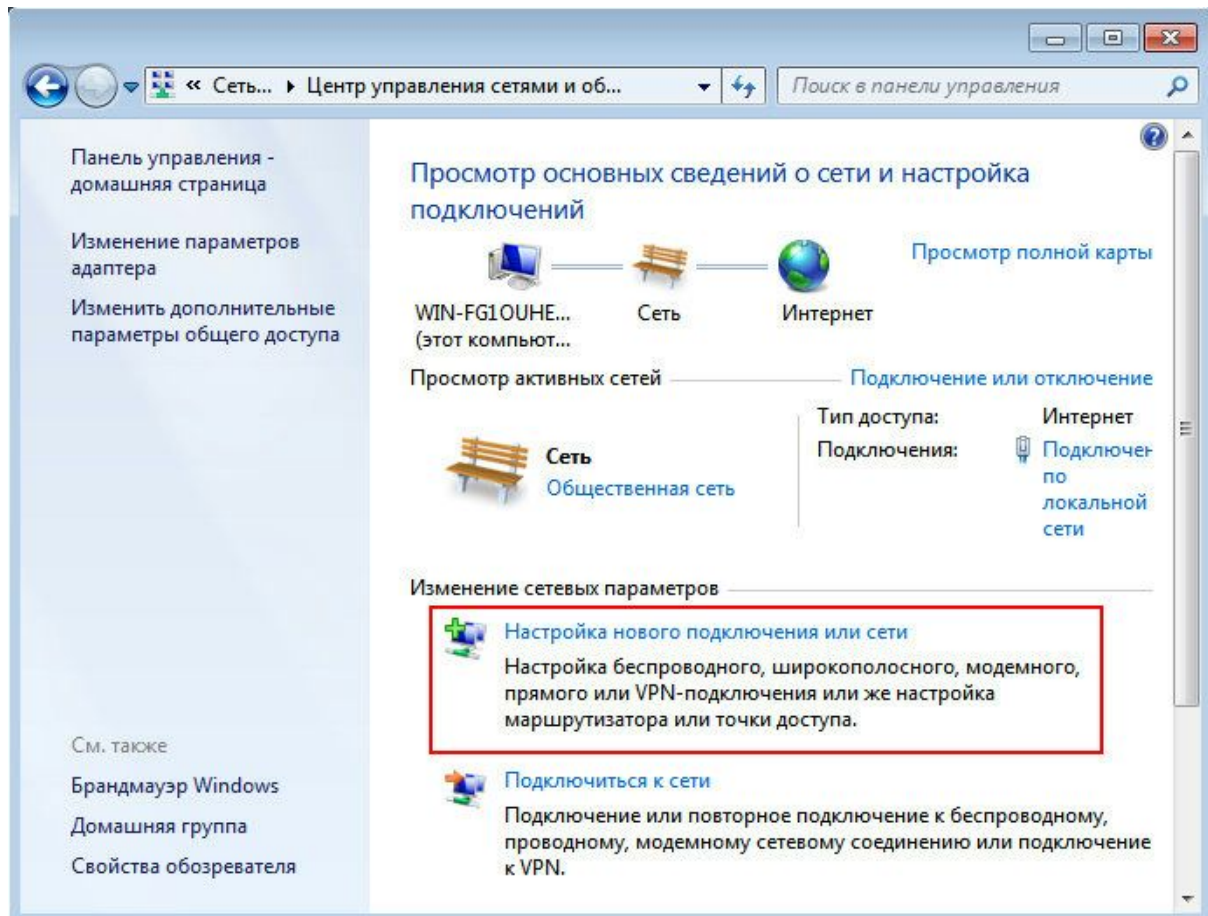 « Сеть... ▸ Центр управления сетями и об...
Поиск в панели управления
Панель управления -
домашняя страница
Изменение параметров
адаптера
Изменить дополнительные
параметры общего доступа
См. также
Брандмауэр Windows
Домашняя группа
Свойства обозревателя
Просмотр основных сведений о сети и настройка
подключений
Просмотр полной карты
WIN-FG1OUHE...
(этот компьют...
Сеть
Интернет
Просмотр активных сетей
Подключение или отключение
Сеть
Общественная сеть
Тип доступа: Интернет
Подключения: Подключен
по
локальной
сети
Изменение сетевых параметров
Настройка нового подключения или сети
Настройка беспроводного, широкополосного, модемного,
прямого или VPN-подключения или же настройка
маршрутизатора или точки доступа.
Подключиться к сети
Подключение или повторное подключение к беспроводному,
проводному, модемному сетевому соединению или подключение
к VPN.